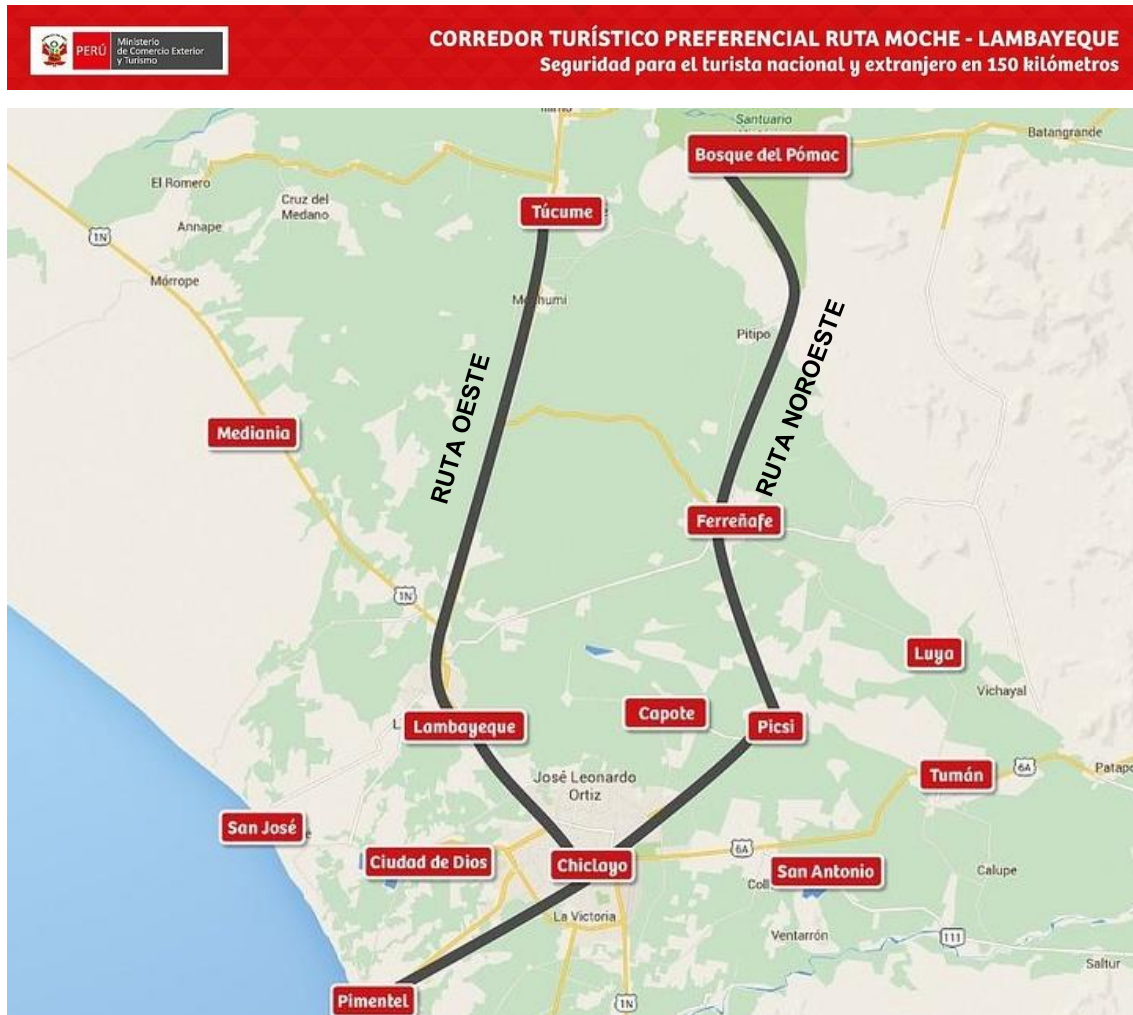 PERÚ
Ministerio
de Comercio Exterior
y Turismo
CORREDOR TURÍSTICO PREFERENCIAL RUTA MOCHE - LAMBAYEQUE
Seguridad para el turista nacional y extranjero en 150 kilómetros
Santuario
Batangrande
Bosque del Pómac
El Romero
Cruz del
Medano
Túcume
Annape
1N
Mórrope
Pitipo
RUTA OESTE
RUTA NOROESTE
Mediania
Ferreñafe
1N
Luya
Vichayal
Capote
Lambayeque
Picsi
José Leonardo
Ortiz
Tumán
6A
San José
6A
Ciudad de Dios
Chiclayo
San Antonio
Calupe
La Victoria
Ventarrón
111
Saltur
Pimentel
1N